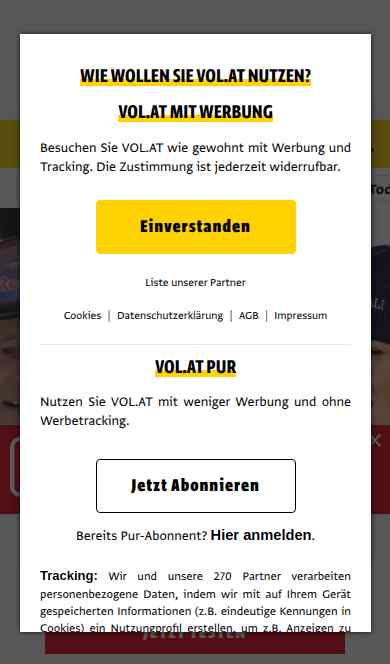 WIE WOLLEN SIE VOL.AT NUTZEN?
VOL.AT MIT WERBUNG
Besuchen Sie VOL.AT wie gewohnt mit Werbung und
Tracking. Die Zustimmung ist jederzeit widerrufbar.
Einverstanden
Liste unserer Partner
Cookies | Datenschutzerklärung | AGB | Impressum
VOL.AT PUR
Nutzen Sie VOL.AT mit weniger Werbung und ohne
Werbetracking.
Jetzt Abonnieren
Bereits Pur-Abonnent? Hier anmelden.
Tracking: Wir und unsere 270 Partner verarbeiten
personenbezogene Daten, indem wir mit auf Ihrem Gerät
gespeicherten Informationen (z.B. eindeutige Kennungen in
Cookies) ein Nutzungsprofil erstellen, um z.B. Anzeigen zu
JETZT TESTEN